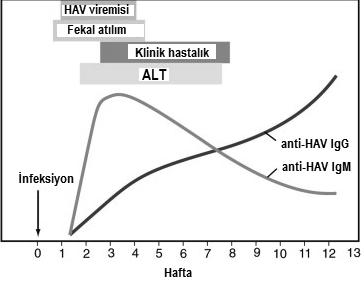 HAV viremisi
Fekal atılım
Klinik hastalık
ALT
anti-HAV IgG
anti-HAV IgM
İnfeksiyon
0 1 2 3 4 5 6 7 8 9 10 11 12 13
Hafta